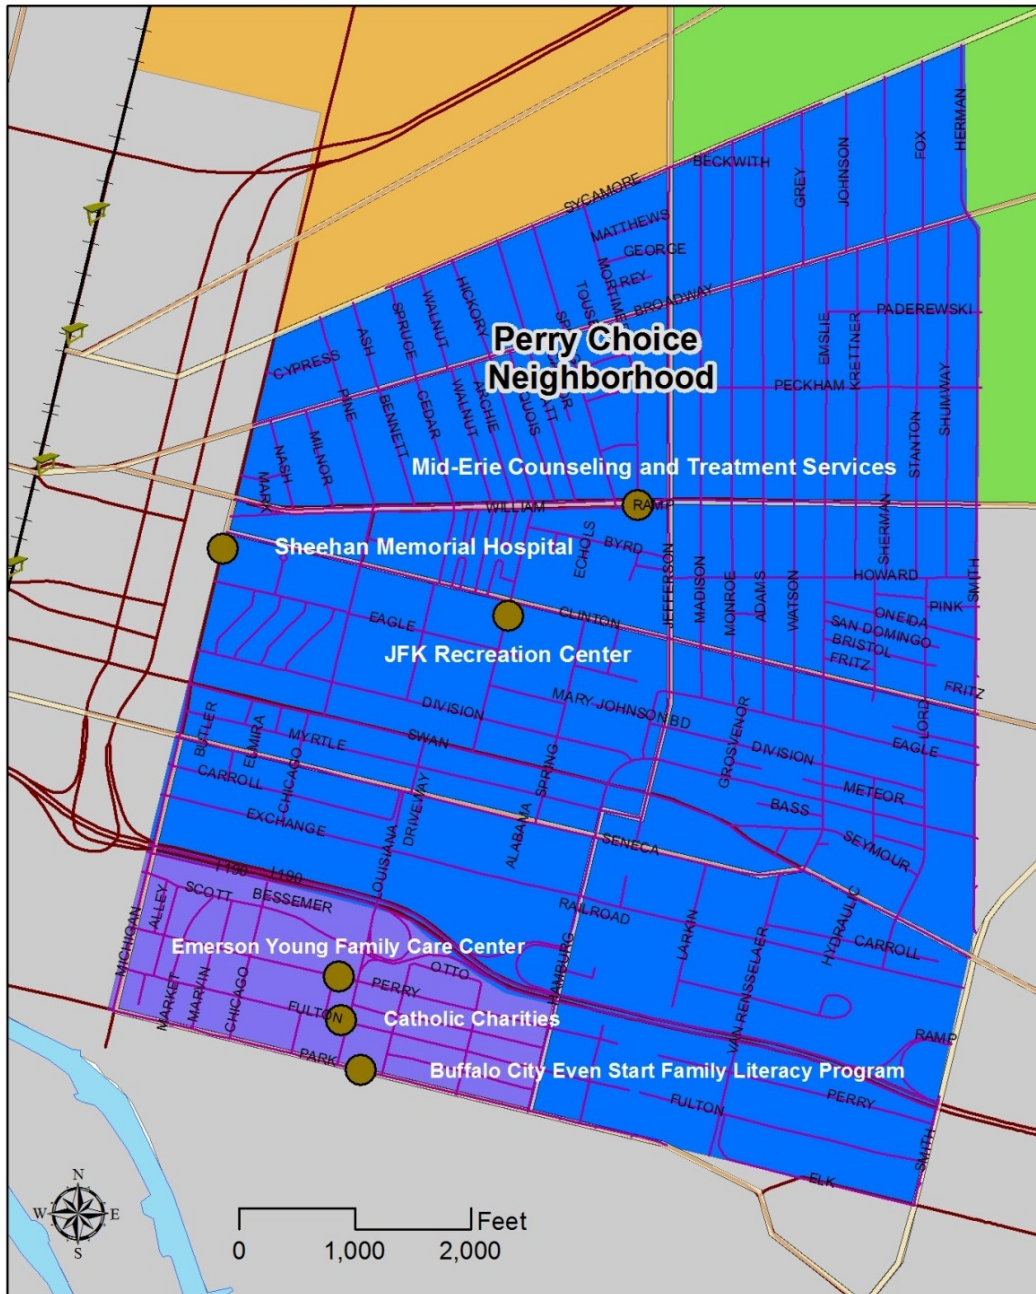 HERMAN
FOX
BECKWITH
GREY
JOHNSON
SYCAMORE
MATTHEWS
GEORGE
MORTIME
REY
BROADWAY
HICKORY
WALNUT
SPRUCE
ASH
CYPRESS
PADEREWSKI
EMSLIE
KRETTNER
Perry Choice
Neighborhood
PECKHAM
SHUMWAY
STANTON
PINE
BENNETT
CEDAR
WALNUT
ARCHIE
MILNOR
NASH
MARK
Mid-Erie Counseling and Treatment Services
WILLIAM
RAMP
SHERMAN
ECHOLS
BYRD
Sheehan Memorial Hospital
JEFFERSON
MADISON
MONROE
ADAMS
WATSON
HOWARD
SMITH
PINK
ONEIDA
SAN DOMINGO
BRISTOL
FRITZ
EAGLE
CLINTON
JFK Recreation Center
FRITZ
LORD
EAGLE
MARY JOHNSON BD
DIVISION
DIVISION
GROSVENOR
BUTLER
ELMIRA
MYRTLE
SWAN
CHICAGO
CARROLL
EXCHANGE
DRIVEWAY
LOUISIANA
ALABAMA
SPRING
SENECA
BASS
METEOR
SEYMOUR
I190
I190
SCOTT
BESSEMER
ALLEY
MICHIGAN
RAILROAD
LARKIN
HYDRAULIC
CARROLL
Emerson Young Family Care Center
OTTO
PERRY
HAMBURG
VAN RENSSELAER
MARKET
MARVIN
CHICAGO
FULTON
Catholic Charities
RAMP
PARK
Buffalo City Even Start Family Literacy Program
FULTON
PERRY
SMITH
ELK
N
W
E
S
Feet
0 1,000 2,000